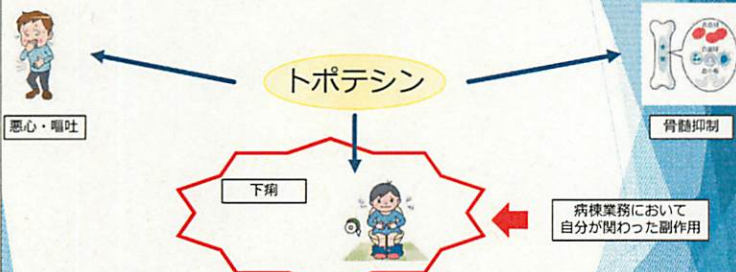 トポテシン
悪心・嘔吐
骨髄抑制
下痢
病棟業務において
自分が関わった副作用